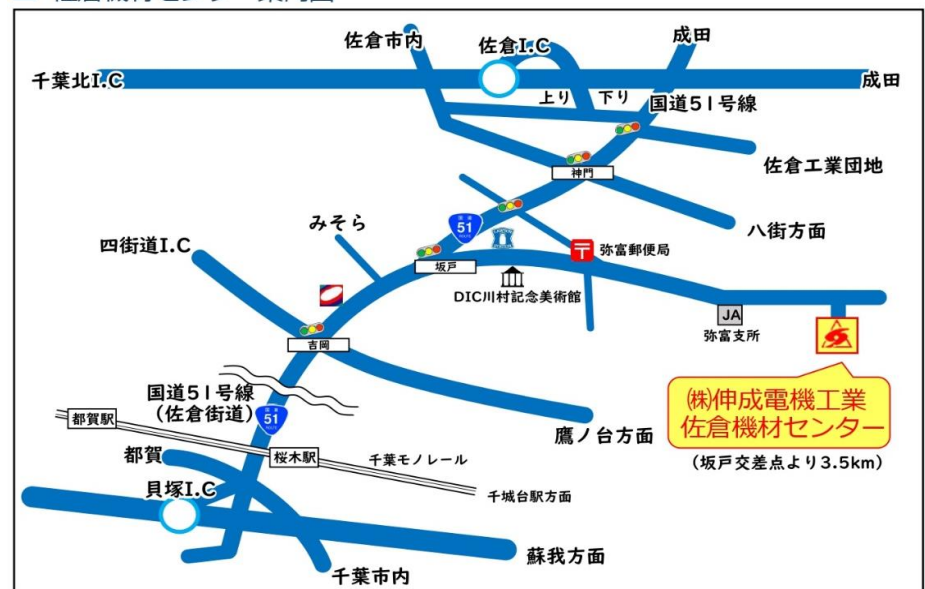 佐倉市内
佐倉I.C
成田
千葉北I.C
成田
上り
下り
国道51号線
佐倉工業団地
神門
八街方面
みそら
国道
51
ROUTE
四街道I.C
坂戸
弥富郵便局
DIC川村記念美術館
JA
弥富支所
吉岡
国道51号線
(佐倉街道)
国道
51
ROUTE
㈱伸成電機工業
佐倉機材センター
(坂戸交差点より3.5km)
鷹ノ台方面
都賀駅
桜木駅
千葉モノレール
千城台駅方面
都賀
貝塚I.C
蘇我方面
千葉市内